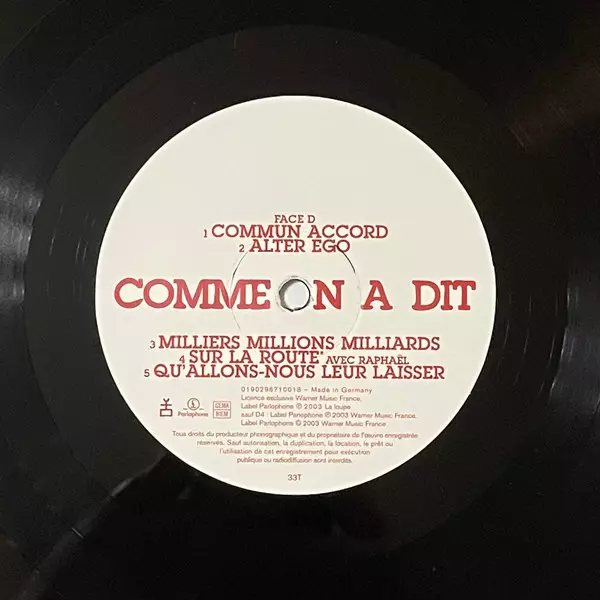 FACE D
1 COMMUN ACCORD
2 ALTER EGO
COMME ON A DIT
3 MILLIERS MILLIONS MILLIARDS
4 SUR LA ROUTE* AVEC RAPHAËL
5 QU'ALLONS-NOUS LEUR LAISSER
Parlophone
GEMA
BIEM
0190296710018 – Made in Germany
Licence exclusive Warner Music France.
Label Parlophone ℗ 2003 La loupe
sauf D4 : Label Parlophone ℗ 2003 Warner Music France.
Label Parlophone © 2003 Warner Music France.
Tous droits du producteur phonographique et du propriétaire de l'œuvre enregistrée
réservés. Sauf autorisation, la duplication, la location, le prêt ou
l'utilisation de cet enregistrement pour exécution
publique ou radiodiffusion sont interdits.
33T